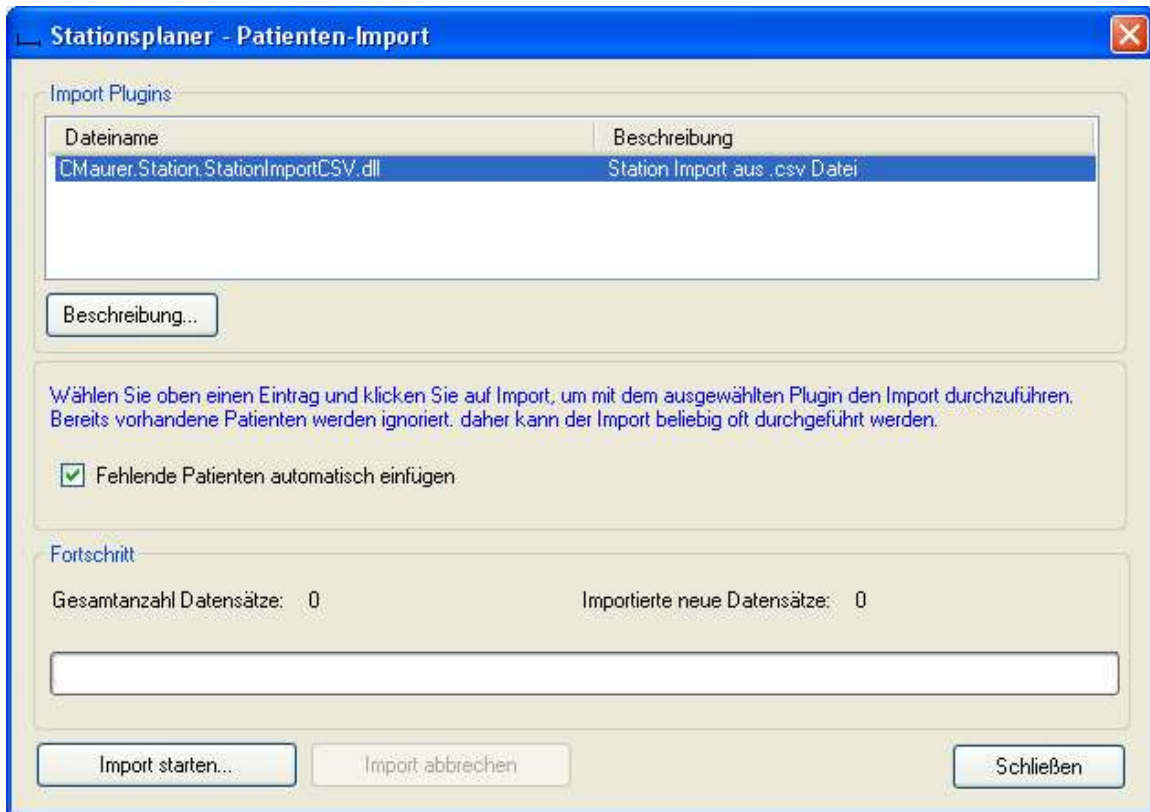 Stationsplaner - Patienten-Import
Import Plugins
Dateiname Beschreibung
CMaurer.Station.StationImportCSV.dll Station Import aus .csv Datei
Beschreibung...
Wählen Sie oben einen Eintrag und klicken Sie auf Import, um mit dem ausgewählten Plugin den Import durchzuführen.
Bereits vorhandene Patienten werden ignoriert. daher kann der Import beliebig oft durchgeführt werden.
Fehlende Patienten automatisch einfügen
Fortschritt
Gesamtanzahl Datensätze: 0 Importierte neue Datensätze: 0
Import starten... Import abbrechen Schließen